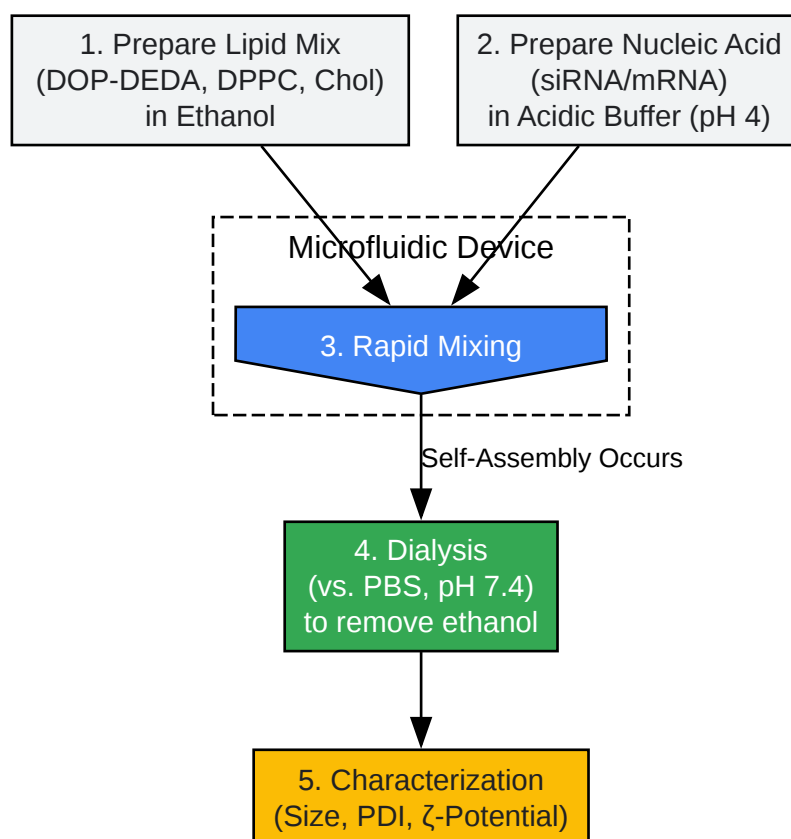 1. Prepare Lipid Mix
(DOP-DEDA, DPPC, Chol)
in Ethanol
2. Prepare Nucleic Acid
(siRNA/mRNA)
in Acidic Buffer (pH 4)
Microfluidic Device
3. Rapid Mixing
Self-Assembly Occurs
4. Dialysis
(vs. PBS, pH 7.4)
to remove ethanol
5. Characterization
(Size, PDI, ζ-Potential)